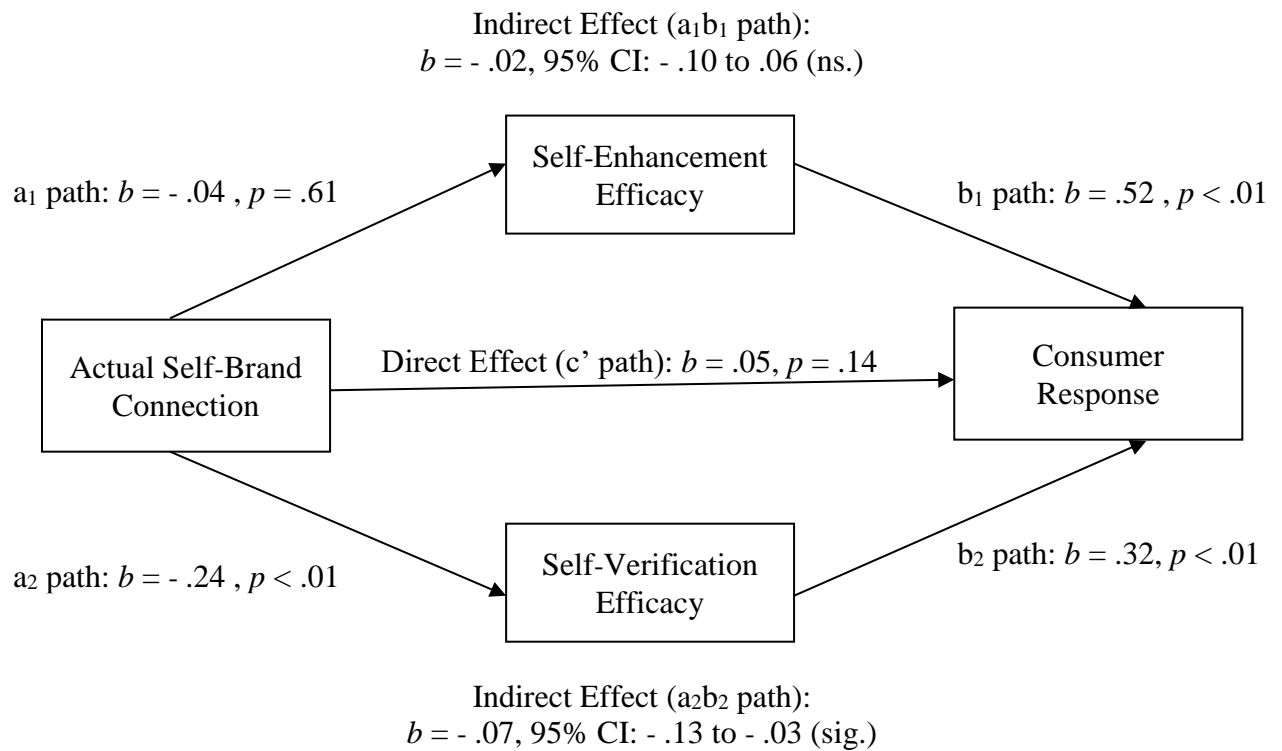 Indirect Effect (a₁b₁ path):
b = - .02, 95% CI: - .10 to .06 (ns.)
Self-Enhancement
Efficacy
a₁ path: b = - .04 , p = .61
b₁ path: b = .52 , p < .01
Actual Self-Brand
Connection
Direct Effect (c’ path): b = .05, p = .14
Consumer
Response
a₂ path: b = - .24 , p < .01
Self-Verification
Efficacy
b₂ path: b = .32, p < .01
Indirect Effect (a₂b₂ path):
b = - .07, 95% CI: - .13 to - .03 (sig.)